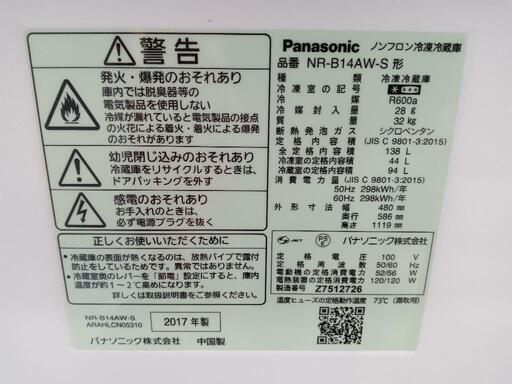 警告
発火・爆発のおそれあり
庫内では脱臭器等の
電気製品を使用しない
冷媒が漏れていると電気製品の接点
の火花による着火・爆発のおそれあり
幼児閉じ込めのおそれあり
冷蔵庫をリサイクルするときは、
ドアパッキングを外す
感電のおそれあり
お手入れのときは、
必ず電源プラグを抜く
正しくお使いいただくために
●冷蔵庫の表面が熱くなるのは、放熱パイプで露付
を防止しているためで、異常ではありません。
●冷蔵室奥のレバーを「節電」設定にすると、庫内
温度が約1~2℃高くなります。
NR-B14AW-S
ARAHLCN05310
2017年製
パナソニック株式会社 中国製
Panasonic ノンフロン冷凍冷蔵庫
品番 NR-B14AW-S 形
種類 冷凍冷蔵庫
冷凍室の記号
冷媒 R600a
冷媒封入量 28 g
質量 32 kg
断熱発泡ガス シクロペンタン
定格内容積 (JIS C 9801-3:2015)
全定格内容積 138 L
冷凍室の定格内容積 44 L
冷蔵室の定格内容積 94 L
消費電力量 (JIS C 9801-3:2015)
50Hz 298kWh/年
60Hz 298kWh/年
外形寸法 幅 480 mm
奥行 586 mm
高さ 1119 mm
JET PS E パナソニック株式会社
定格電圧 100 V
定格周波数 50/60 Hz
電動機の定格消費電力 52/56 W
電熱装置の定格消費電力 120/120 W
製造番号 Z7512726
温度ヒューズの定格動作温度 73℃ (霜取用)